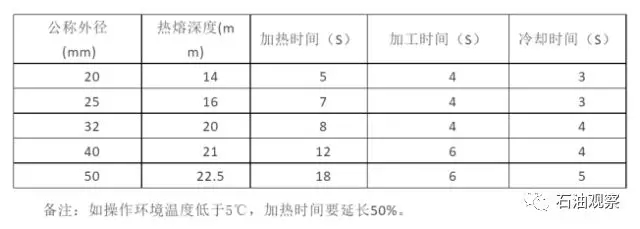 公称外径 热熔深度(m 加热时间（S） 加工时间（S） 冷却时间（S）
(mm) m)
20 14 5 4 3
25 16 7 4 3
32 20 8 4 4
40 21 12 6 4
50 22.5 18 6 5
备注：如操作环境温度低于5℃，加热时间要延长50%。
石油观察